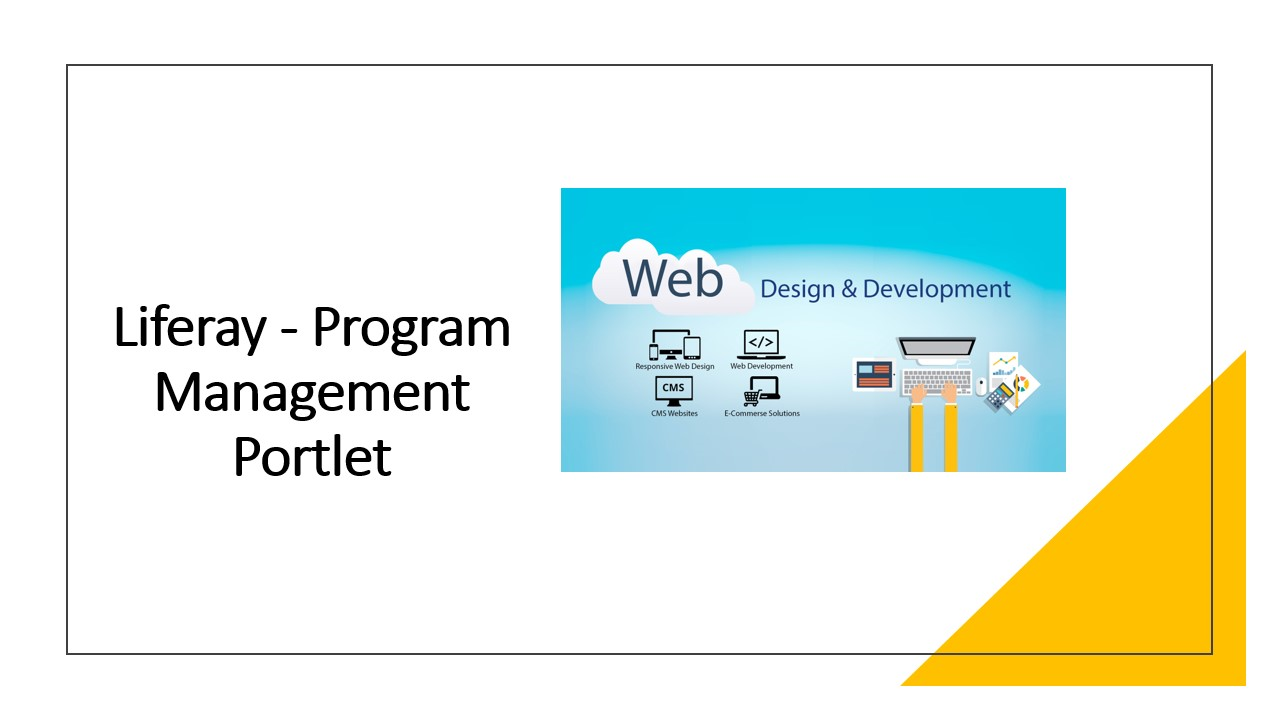 Liferay - Program
Management
Portlet
Web
Design & Development
Responsive Web Design
Web Development
</>
CMS
CMS Websites
E-Commerse Solutions